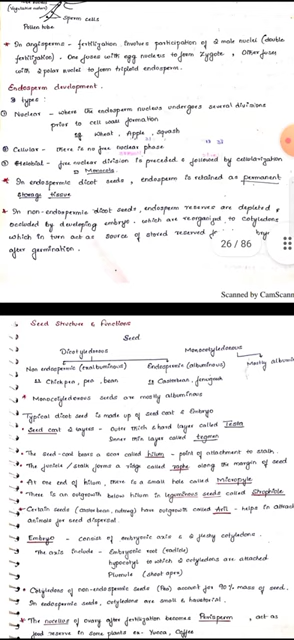 (vegetative nucleus)
Sperm cells
Pollen tube
* In angiosperms - fertilization involve participation of 2 male nuclei (double
fertilization). One fuses with egg nucleus to form Zygote, Other fuses
with 2 polar nuclei to form triploid endosperm.
Endosperm development.
3 types:
① Nuclear - where the endosperm nucleus undergoes several divisions
prior to cell wall formation
eg Wheat, Apple, Squash
② Cellular - there is no free nuclear phase
③ Helobial - free nuclear division is preceded & followed by cellularization
Monocots
* In endospermic dicot seeds, endosperm is retained as permanent
storage tissue
* In non-endospermic dicot seeds, endosperm reserves are depleted &
occluded by developing embryo. which are reorganized to cotyledons
which in turn act as source of stored reserved
after germination.
26 / 86
Scanned by CamScann
Seed Structure & Functions
Seed
Dicotyledonous Monocotyledonous
Non endospermic (exalbuminous) Endospermic (albuminous) Mostly albumin
Chickpea, pea, bean Castorbean, fenugreek
* Monocotyledonous seeds are mostly albuminous
Typical dicot seed is made up of seed coat & Embryo
Seed coat 2 layers - outer thick & hard layer called Testa
Inner thin layer called tegmen
The seed-coat bears a scar called hilum - point of attachment to stalk.
The junicle / stalk forms a ridge called raphe along the margin of seed
At one end of hilum, there is a small hole called Micropyle
There is an outgrowth below hilum in leguminous seeds called Strophiole
Certain seeds (castorbean, nutmeg) have outgrowth called Aril - helps in attract
animals for seed dispersal.
Embryo - consists of embryonic axis & 2 fleshy cotyledons.
The axis include - Embryonic root (radicle)
hypocotyl to which 2 cotyledons are attached
Plumule (shoot apex)
Cotyledons of non-endospermic seeds (Pea) account for 90% mass of seed.
In endospermic seeds, cotyledons are small & haustorial.
* The nucellus of ovary after fertilization becomes Perisperm, act as
food reserve in some plants ex- Yucca, Coffee